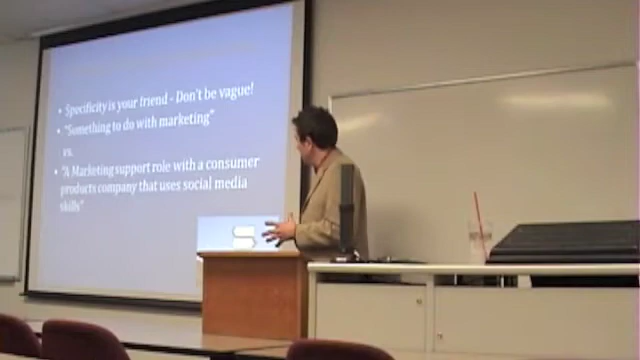 • Specificity is your friend - Don't be vague!
• "Something to do with marketing"
vs.
• "A Marketing support role with a consumer
products company that uses social media
skills"